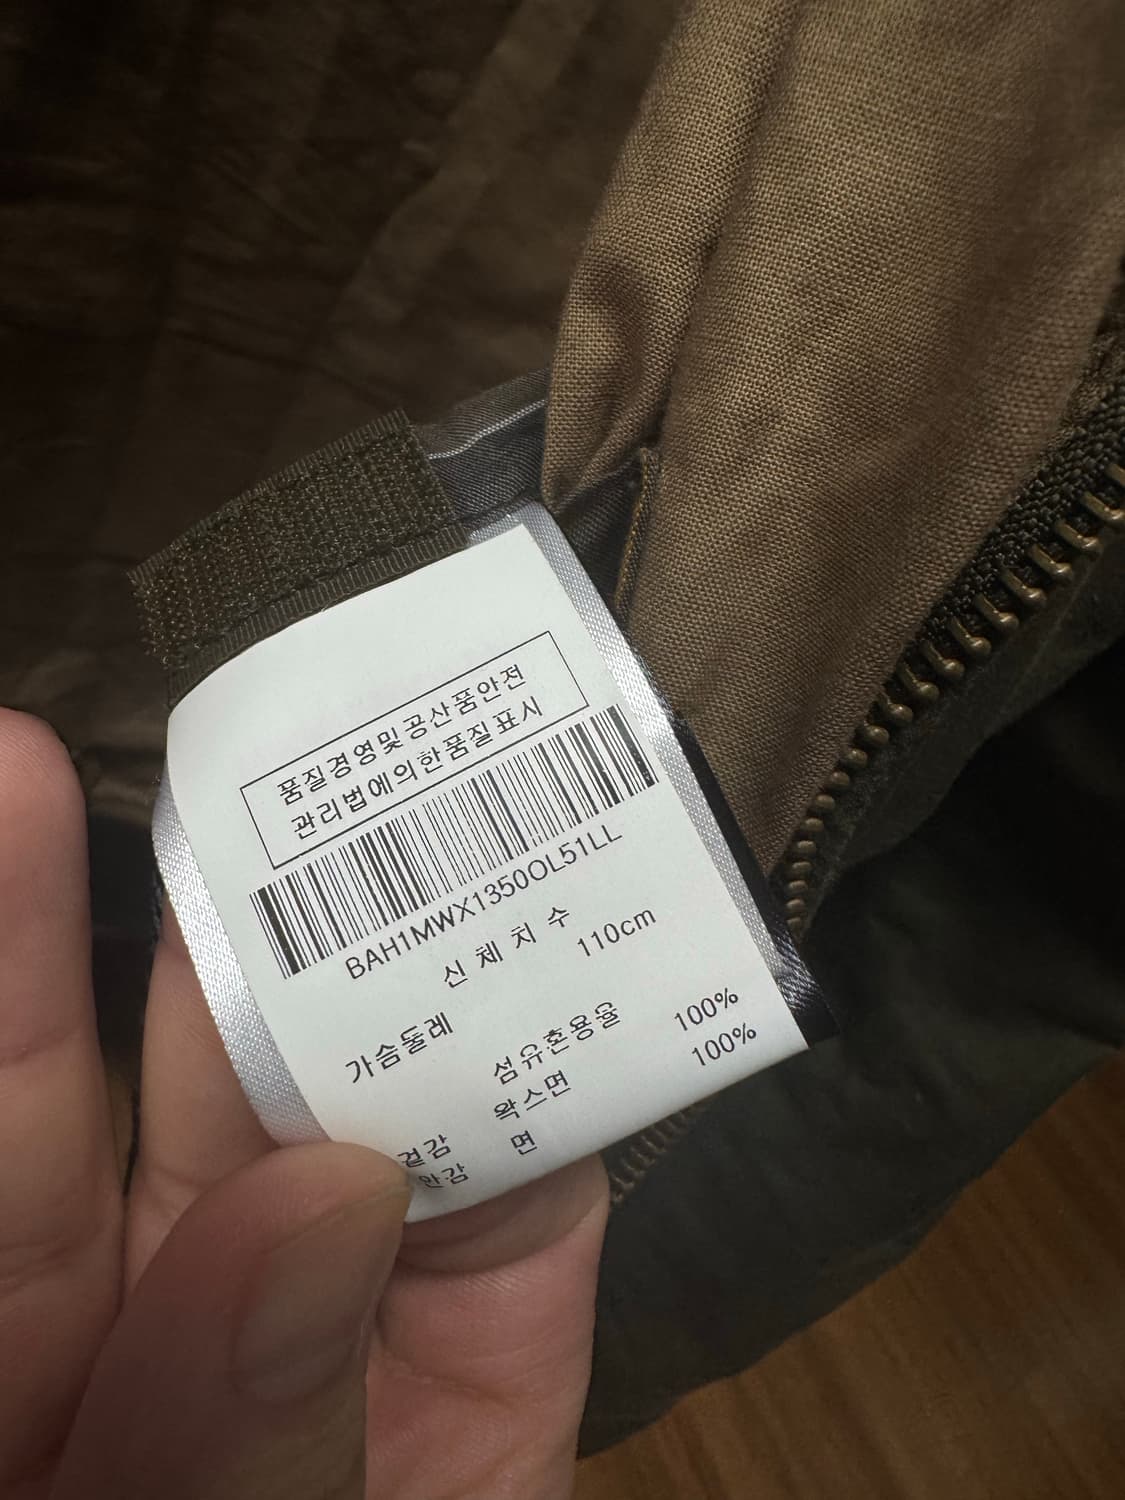 품질경영및공산품안전
관리법에의한품질표시
BAH1MWX1350OL51LL
신 체 치 수
가슴둘레 110cm
섬유혼용율
겉감 왁스면 100%
안감 면 100%